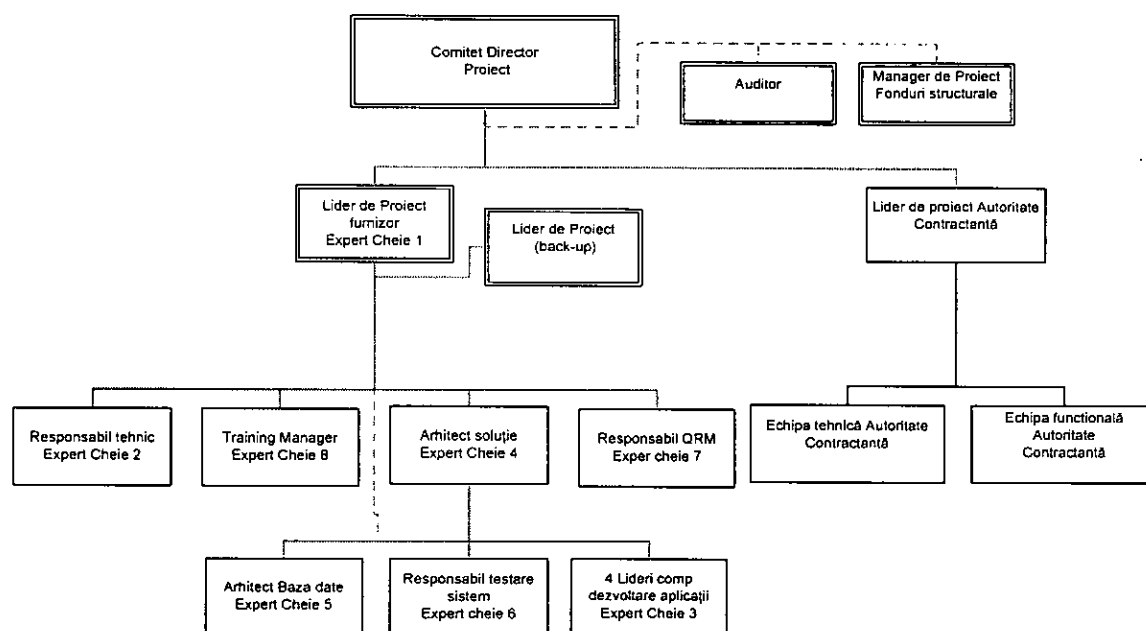 Comitet Director
Proiect
Auditor
Manager de Proiect
Fonduri structurale
Lider de Proiect
furnizor
Expert Cheie 1
Lider de Proiect
(back-up)
Lider de proiect Autoritate
Contractantă
Responsabil tehnic
Expert Cheie 2
Training Manager
Expert Cheie 8
Arhitect soluție
Expert Cheie 4
Responsabil QRM
Exper cheie 7
Echipa tehnică Autoritate
Contractantă
Echipa functională
Autoritate
Contractantă
Arhitect Baza date
Expert Cheie 5
Responsabil testare
sistem
Expert cheie 6
4 Lideri comp
dezvoltare aplicații
Expert Cheie 3